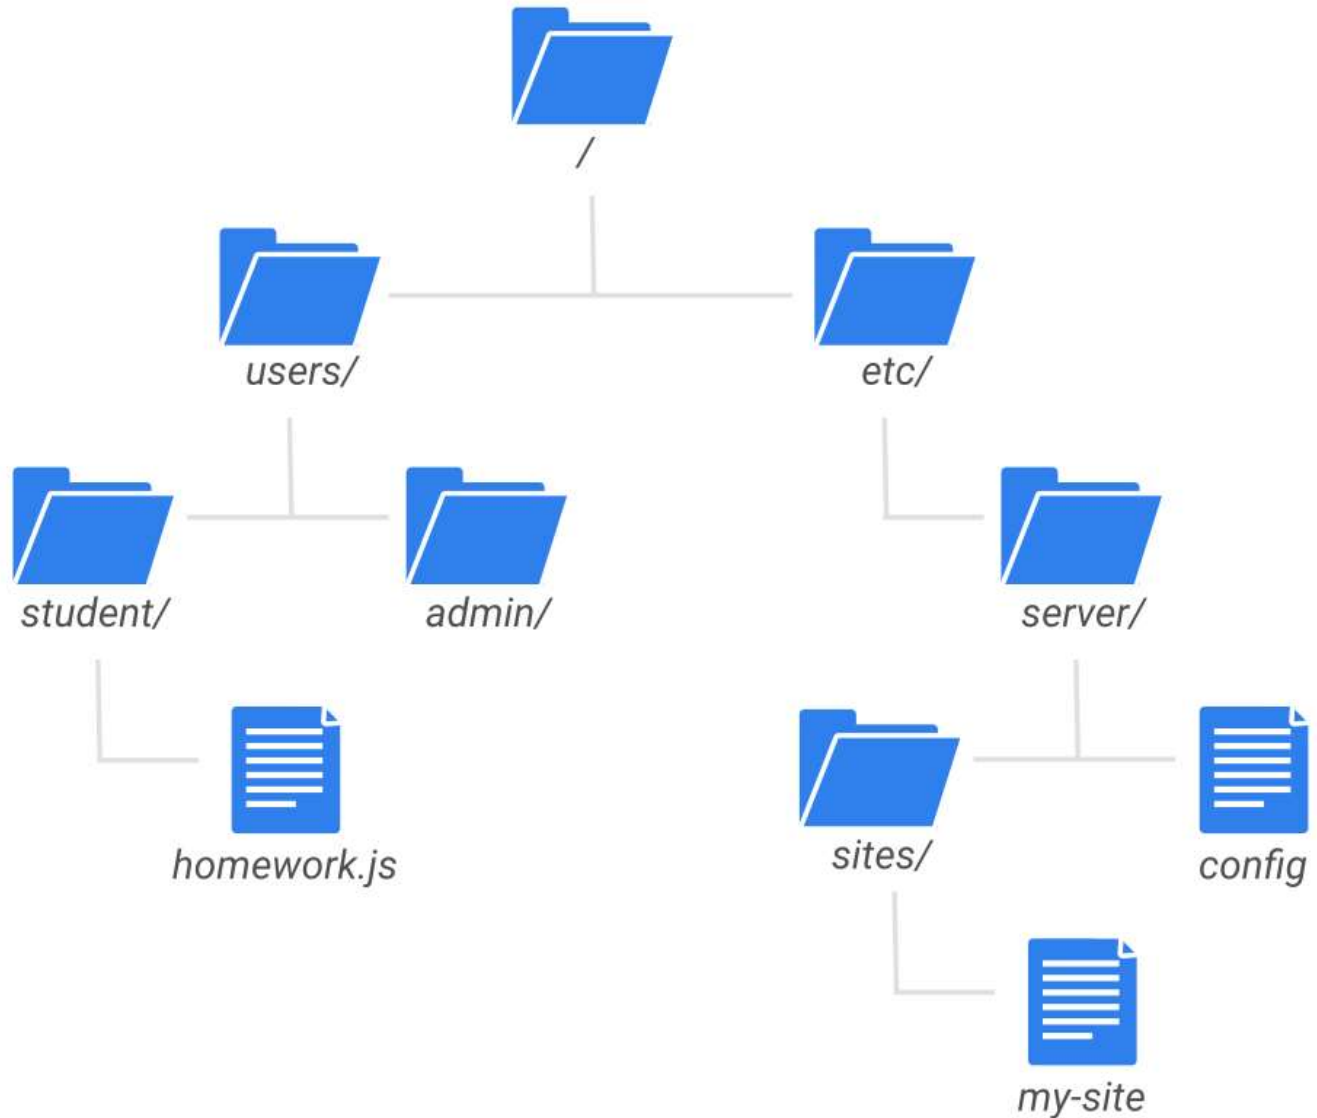 /
users/
etc/
student/
admin/
server/
homework.js
sites/
config
my-site